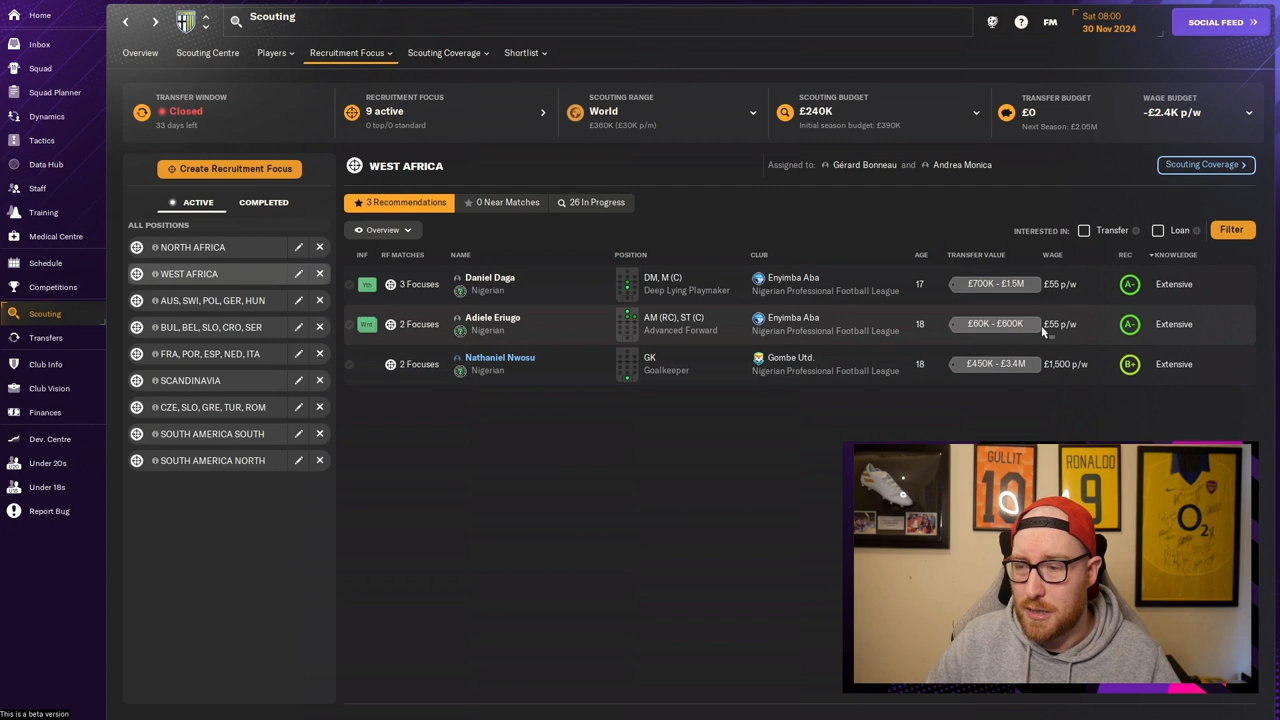 Home
Inbox
Squad
Squad Planner
Dynamics
Tactics
Data Hub
Staff
Training
Medical Centre
Schedule
Competitions
Scouting
Transfers
Club Info
Club Vision
Finances
Dev. Centre
Under 20s
Under 18s
Report Bug
This is a beta version
Scouting
FM
Sat 08:00
30 Nov 2024
SOCIAL FEED
Overview
Scouting Centre
Players
Recruitment Focus
Scouting Coverage
Shortlist
TRANSFER WINDOW
Closed
33 days left
RECRUITMENT FOCUS
9 active
0 top/0 standard
SCOUTING RANGE
World
£360K (£30K p/m)
SCOUTING BUDGET
£240K
Initial season budget: £390K
TRANSFER BUDGET
£0
Next Season: £2.05M
WAGE BUDGET
-£2.4K p/w
Create Recruitment Focus
ACTIVE
COMPLETED
ALL POSITIONS
NORTH AFRICA
WEST AFRICA
AUS, SWI, POL, GER, HUN
BUL, BEL, SLO, CRO, SER
FRA, POR, ESP, NED, ITA
SCANDINAVIA
CZE, SLO, GRE, TUR, ROM
SOUTH AMERICA SOUTH
SOUTH AMERICA NORTH
WEST AFRICA
Assigned to: Gérard Bonneau and Andrea Monica
Scouting Coverage >
3 Recommendations
0 Near Matches
26 In Progress
Overview
INTERESTED IN: Transfer Loan
Filter
INF RF MATCHES NAME POSITION CLUB AGE TRANSFER VALUE WAGE REC KNOWLEDGE
Yth 3 Focuses Daniel Daga DM, M (C) Enyimba Aba 17 £700K - £1.5M £55 p/w A- Extensive
Nigerian Deep Lying Playmaker Nigerian Professional Football League
Wnt 2 Focuses Adiele Eriugo AM (RC), ST (C) Enyimba Aba 18 £60K - £600K £55 p/w A- Extensive
Nigerian Advanced Forward Nigerian Professional Football League
2 Focuses Nathaniel Nwosu GK Gombe Utd. 18 £450K - £3.4M £1,500 p/w B+ Extensive
Nigerian Goalkeeper Nigerian Professional Football League
GULLIT
10
RONALDO
9
O2